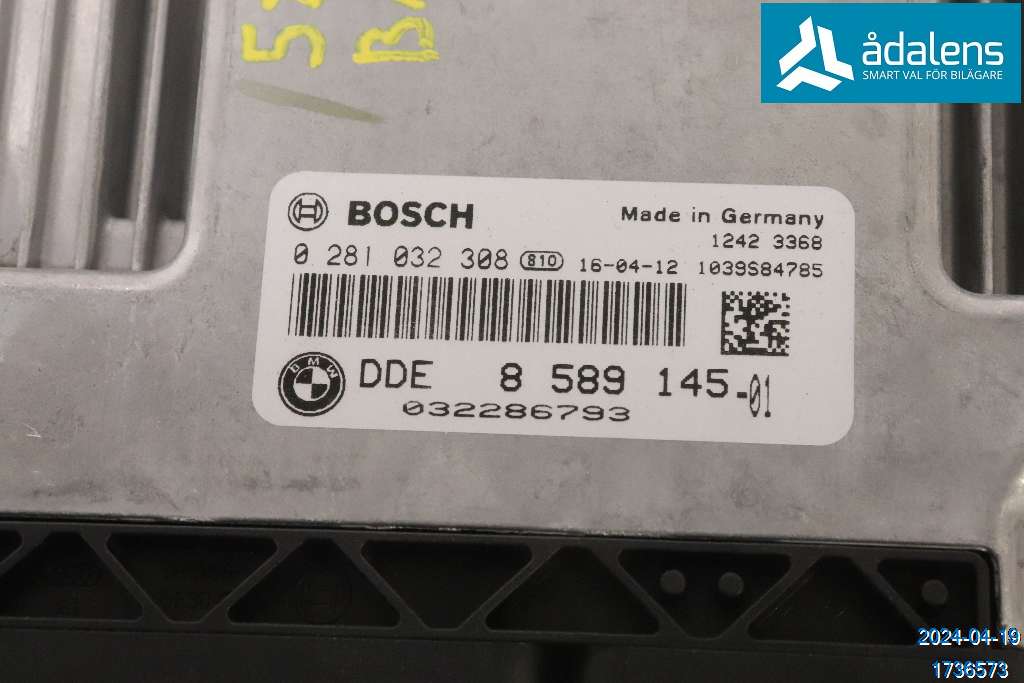 ådalens
SMART VAL FÖR BILÄGARE
BOSCH
Made in Germany
1242 3368
0 281 032 308 810 16-04-12 1039S84785
BMW
DDE 8 589 145-01
032286793
2024-04-19
1736573